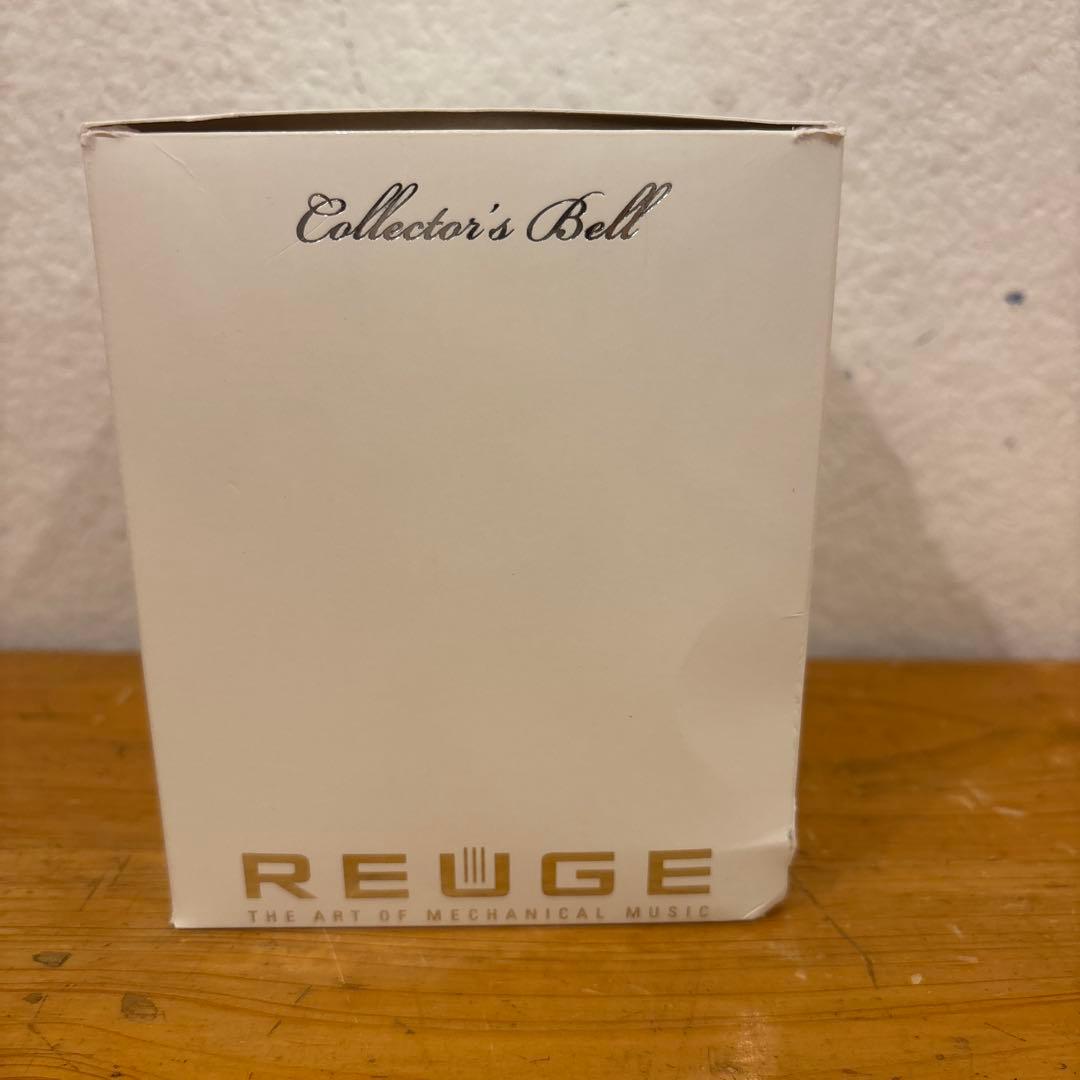 Collector's Bell
REUGE
THE ART OF MECHANICAL MUSIC